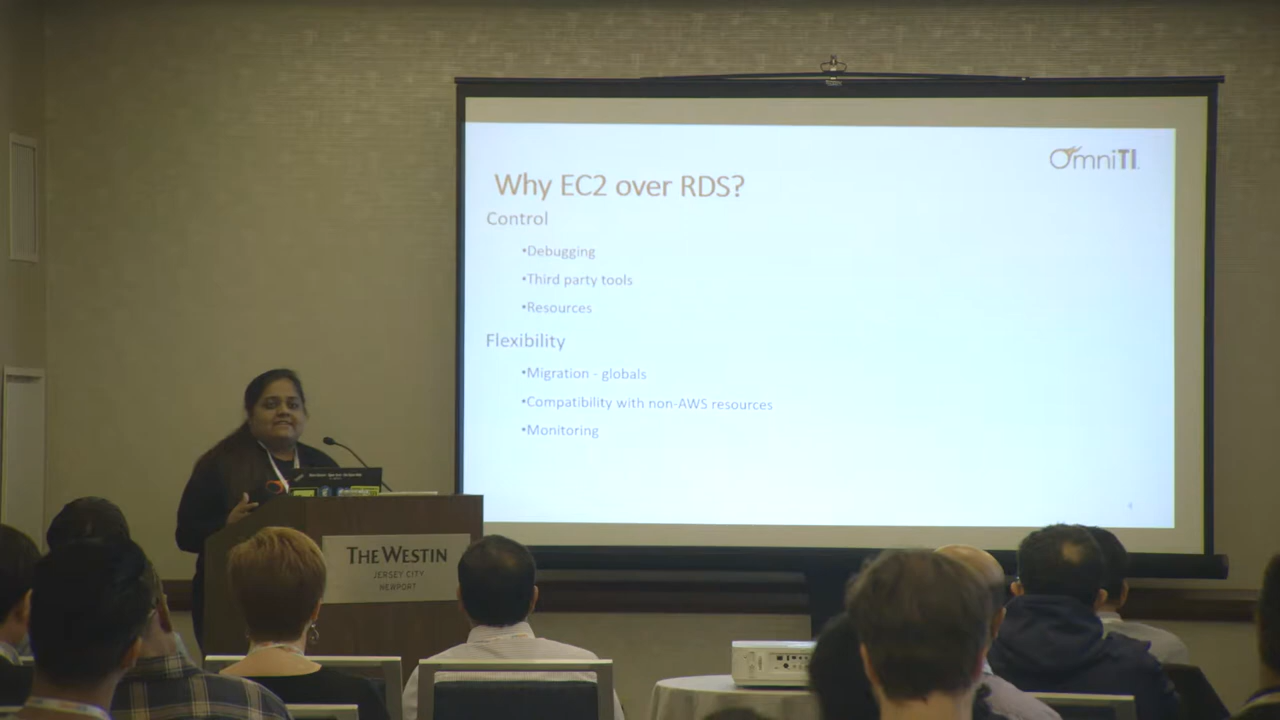 OmniTI
Why EC2 over RDS?
Control
•Debugging
•Third party tools
•Resources
Flexibility
•Migration - globals
•Compatibility with non-AWS resources
•Monitoring
THE WESTIN
JERSEY CITY
NEWPORT